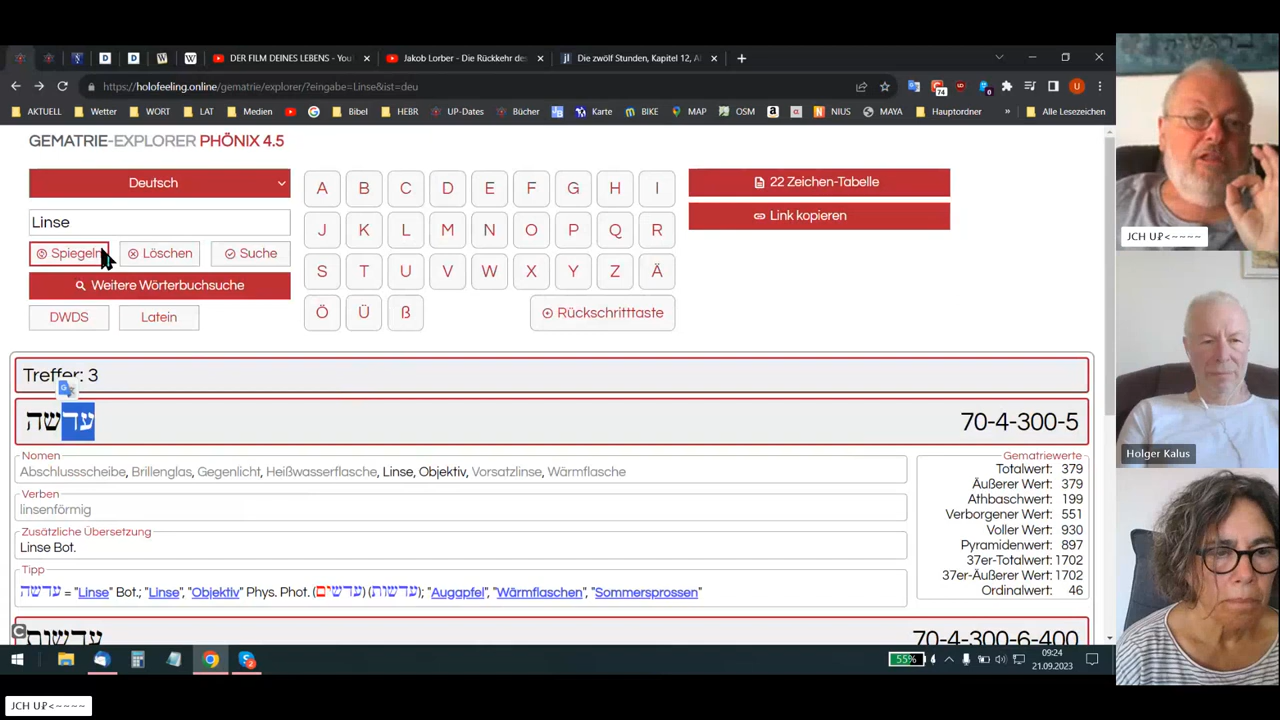 DER FILM DEINES LEBENS - You
Jakob Lorber - Die Rückkehr des
Die zwölf Stunden, Kapitel 12, A
https://holofeeling.online/gematrie/explorer/?eingabe=Linse&ist=deu
AKTUELL Wetter WORT LAT Medien Bibel HEBR UP-Dates Bücher Karte BIKE MAP OSM NIUS MAYA Hauptordner » Alle Lesezeichen
GEMATRIE-EXPLORER PHÖNIX 4.5
Deutsch
Linse
Spiegeln Löschen Suche
Weitere Wörterbuchsuche
DWDS Latein
A B C D E F G H I
J K L M N O P Q R
S T U V W X Y Z Ä
Ö Ü ß Rückschritttaste
22 Zeichen-Tabelle
Link kopieren
Treffer: 3
עדשה 70-4-300-5
Nomen
Abschlussscheibe, Brillenglas, Gegenlicht, Heißwasserflasche, Linse, Objektiv, Vorsatzlinse, Wärmflasche
Verben
linsenförmig
Zusätzliche Übersetzung
Linse Bot.
Tipp
עדשה = "Linse" Bot.; "Linse", "Objektiv" Phys. Phot. (עדשים) (עדשות); "Augapfel", "Wärmflaschen", "Sommersprossen"
Gematriewerte
Totalwert: 379
Äußerer Wert: 379
Athbaschwert: 199
Verborgener Wert: 551
Voller Wert: 930
Pyramidenwert: 897
37er-Totalwert: 1702
37er-Äußerer Wert: 1702
Ordinalwert: 46
עדשות 70-4-300-6-400
55%
09:24
21.09.2023
JCH UP<~~~~
Holger Kalus
JCH UP<~~~~